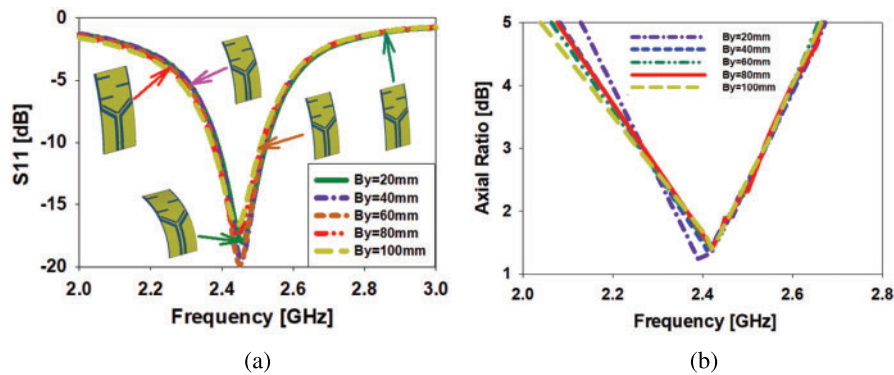 0
-5
-10
-15
-20
S11 [dB]
By=20mm
By=40mm
By=60mm
By=80mm
By=100mm
2.0 2.2 2.4 2.6 2.8 3.0
Frequency [GHz]
(a)
5
4
3
2
1
Axial Ratio [dB]
By=20mm
By=40mm
By=60mm
By=80mm
By=100mm
2.0 2.2 2.4 2.6 2.8
Frequency [GHz]
(b)